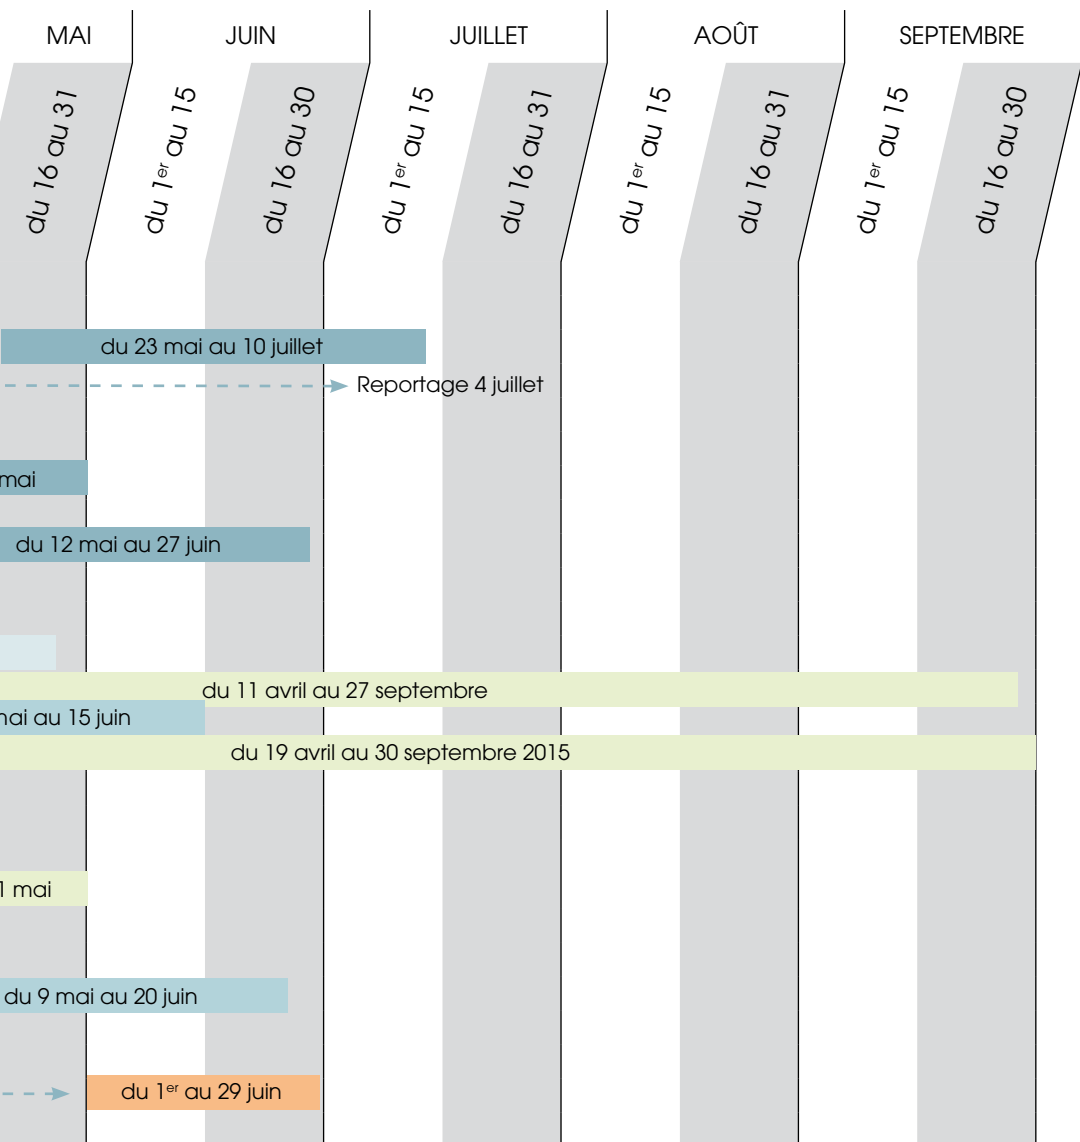 MAI JUIN JUILLET AOÛT SEPTEMBRE
du 16 au 31
du 1er au 15
du 16 au 30
du 1er au 15
du 16 au 31
du 1er au 15
du 16 au 31
du 1er au 15
du 16 au 30
du 23 mai au 10 juillet
Reportage 4 juillet
mai
du 12 mai au 27 juin
du 11 avril au 27 septembre
mai au 15 juin
du 19 avril au 30 septembre 2015
1 mai
du 9 mai au 20 juin
du 1er au 29 juin